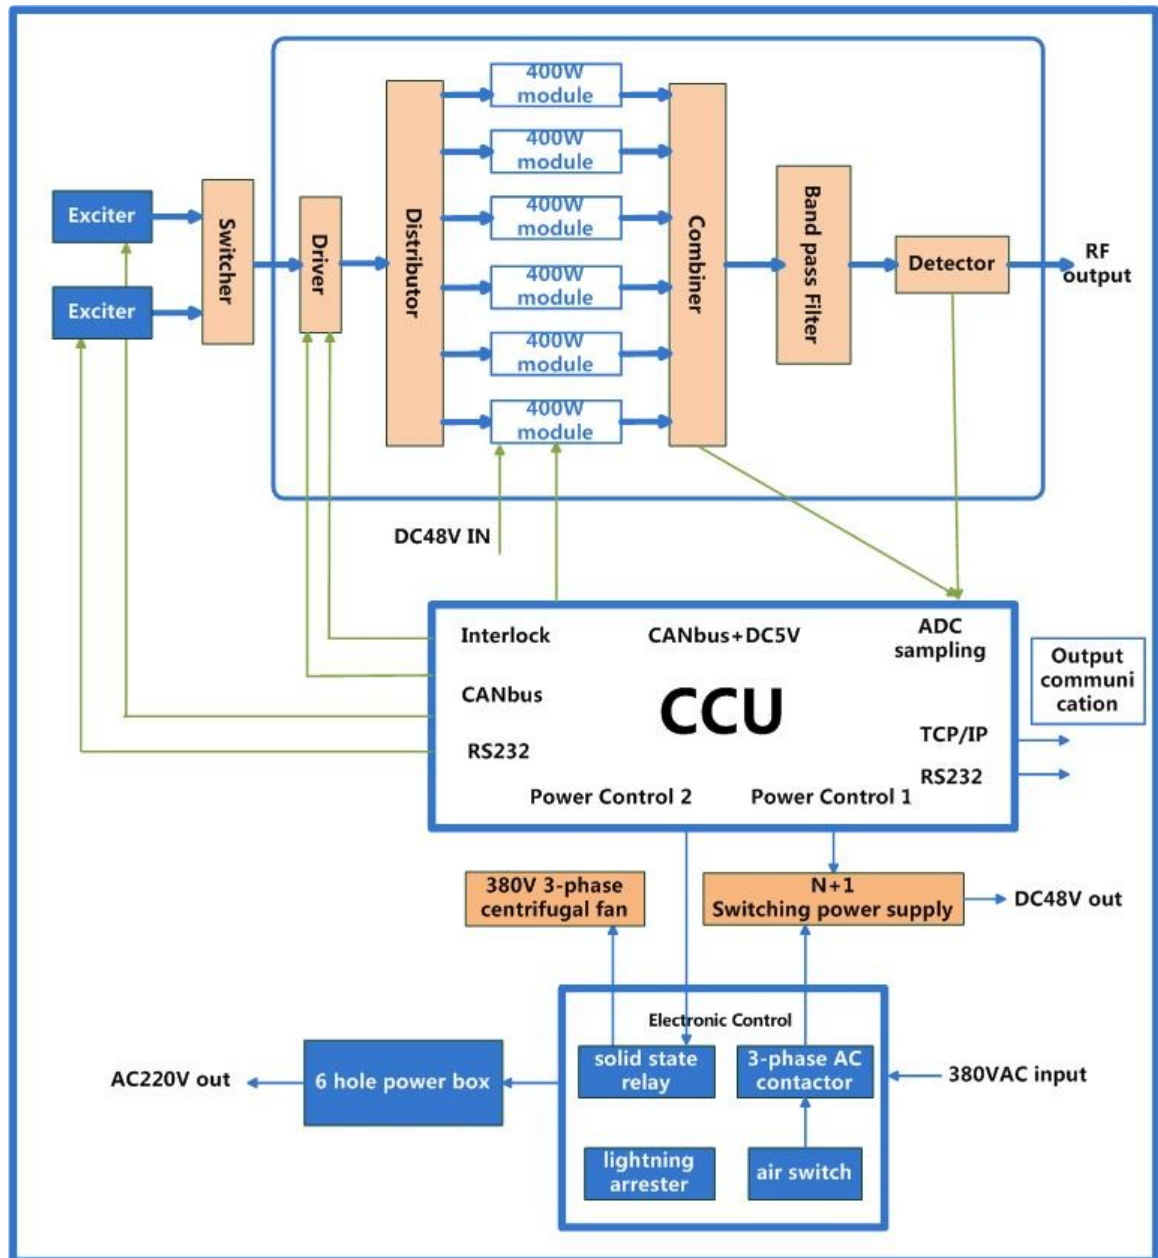 400W
module
400W
module
400W
module
400W
module
400W
module
400W
module
Exciter
Exciter
Switcher
Driver
Distributor
Combiner
Band pass Filter
Detector
RF
output
DC48V IN
Interlock
CANbus+DC5V
ADC
sampling
CANbus
CCU
RS232
TCP/IP
RS232
Power Control 2
Power Control 1
Output
communi
cation
380V 3-phase
centrifugal fan
N+1
Switching power supply
DC48V out
Electronic Control
solid state
relay
3-phase AC
contactor
380VAC input
AC220V out
6 hole power box
lightning
arrester
air switch